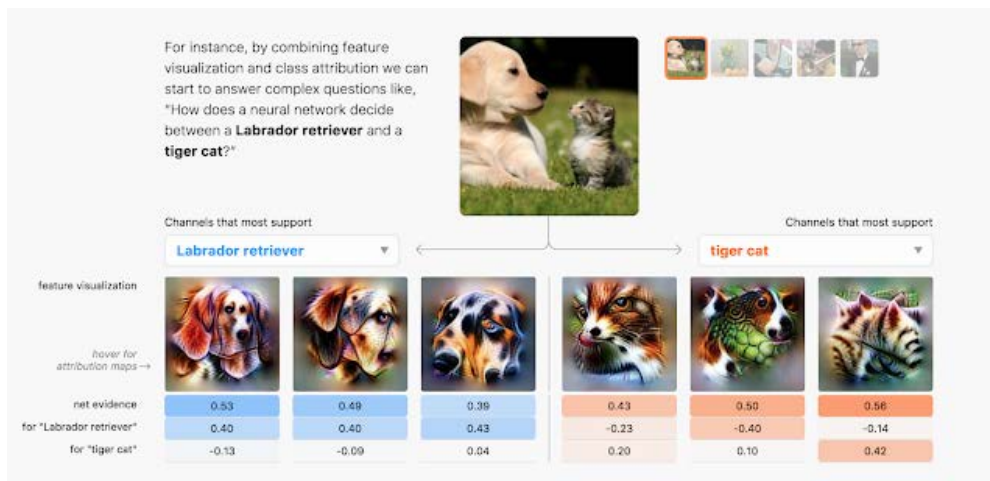 For instance, by combining feature
visualization and class attribution we can
start to answer complex questions like,
"How does a neural network decide
between a Labrador retriever and a
tiger cat?"
Channels that most support
Labrador retriever
Channels that most support
tiger cat
feature visualization
hover for
attribution maps →
net evidence 0.53 0.49 0.39 0.43 0.50 0.56
for "Labrador retriever" 0.40 0.40 0.43 -0.23 -0.40 -0.14
for "tiger cat" -0.13 -0.09 0.04 0.20 0.10 0.42